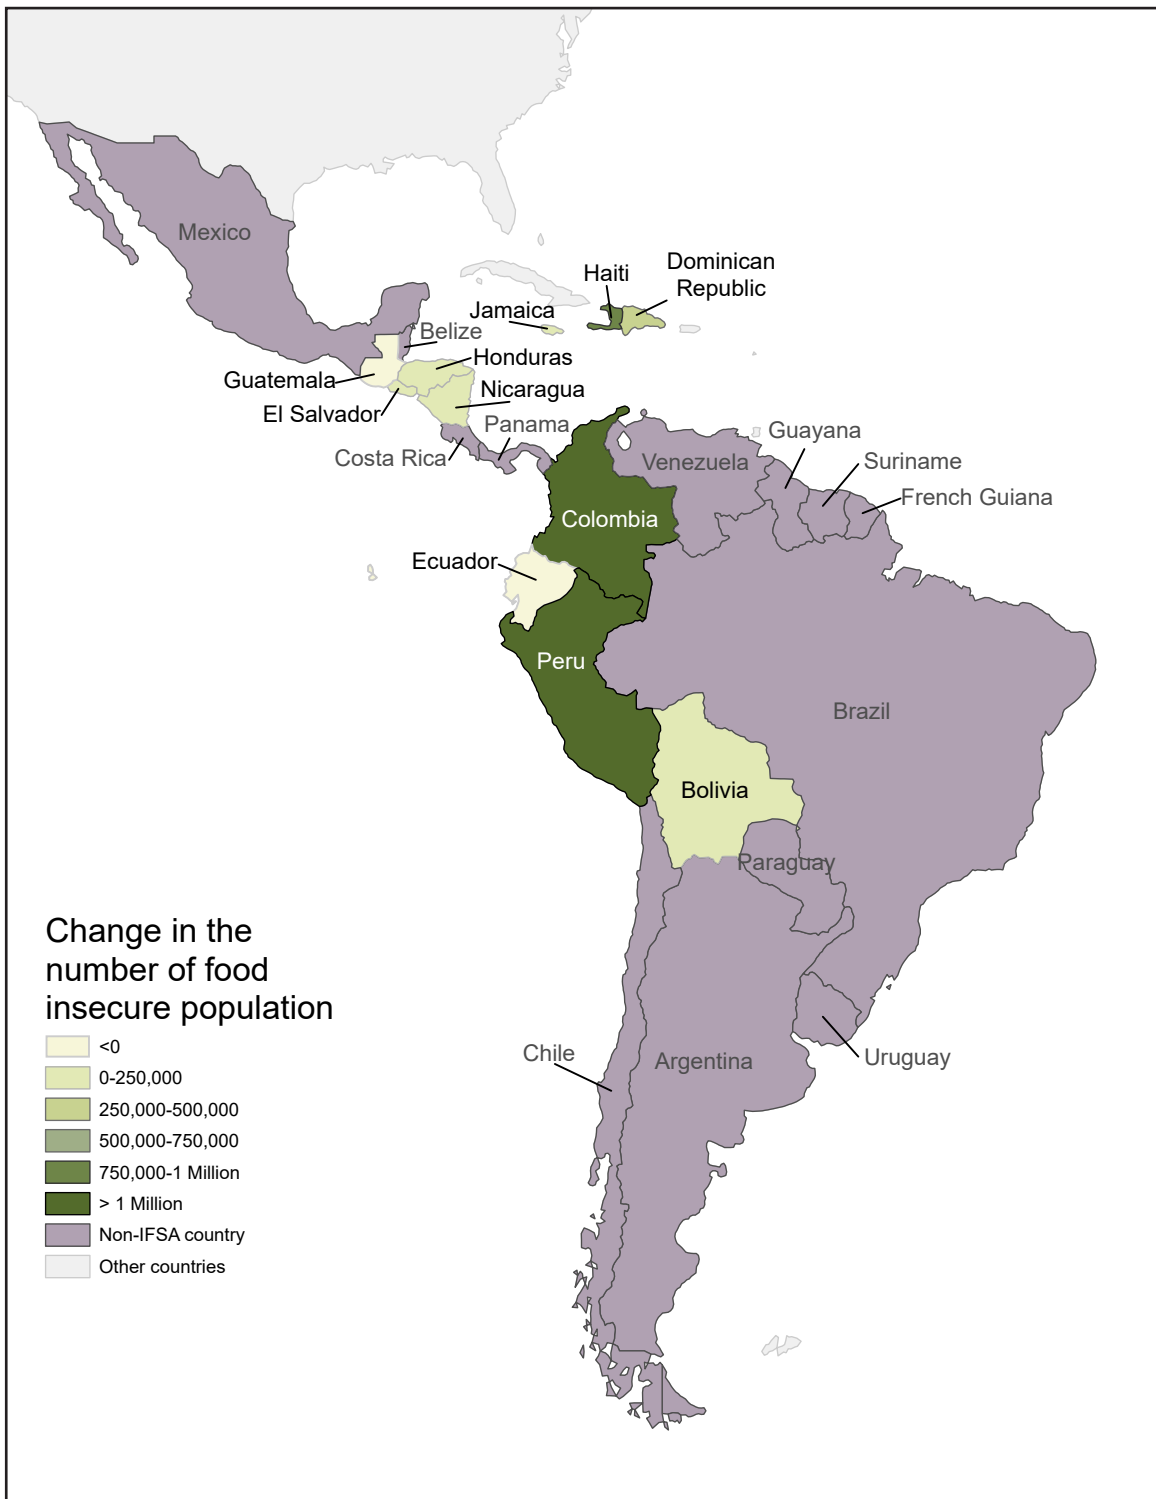 Mexico
Haiti
Dominican
Republic
Jamaica
Belize
Honduras
Guatemala
Nicaragua
El Salvador
Panama
Costa Rica
Guayana
Venezuela
Suriname
French Guiana
Colombia
Ecuador
Peru
Brazil
Bolivia
Paraguay
Chile
Argentina
Uruguay
Change in the
number of food
insecure population
<0
0-250,000
250,000-500,000
500,000-750,000
750,000-1 Million
> 1 Million
Non-IFSA country
Other countries